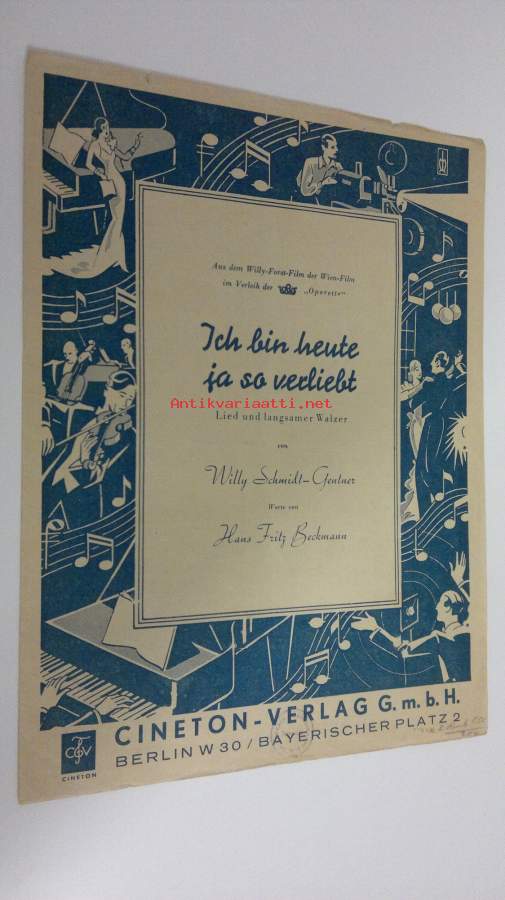 Aus dem Willy-Forst-Film der Wien-Film
im Verleih der „Operette“
Ich bin heute
ja so verliebt
Antikvariaatti.net
Lied und langsamer Walzer
von
Willy Schmidt-Gentner
Worte von
Hans Fritz Beckmann
CINETON-VERLAG G.m.b.H.
BERLIN W 30 / BAYERISCHER PLATZ 2
CINETON